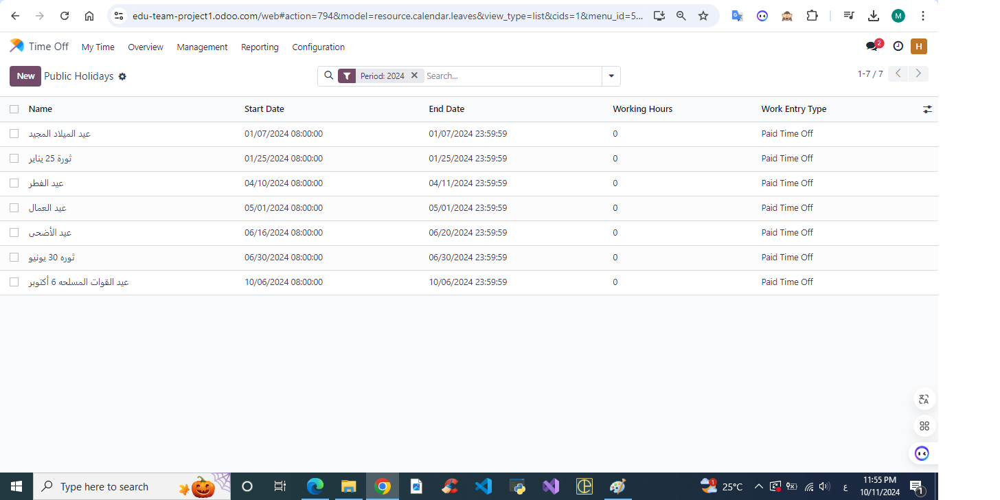 edu-team-project1.odoo.com/web#action=794&model=resource.calendar.leaves&view_type=list&cids=1&menu_id=5...
M
Time Off My Time Overview Management Reporting Configuration
2
H
New Public Holidays Period: 2024 Search... 1-7 / 7
Name Start Date End Date Working Hours Work Entry Type
عيد الميلاد المجيد 01/07/2024 08:00:00 01/07/2024 23:59:59 0 Paid Time Off
ثورة 25 يناير 01/25/2024 08:00:00 01/25/2024 23:59:59 0 Paid Time Off
عيد الفطر 04/10/2024 08:00:00 04/11/2024 23:59:59 0 Paid Time Off
عيد العمال 05/01/2024 08:00:00 05/01/2024 23:59:59 0 Paid Time Off
عيد الأضحى 06/16/2024 08:00:00 06/20/2024 23:59:59 0 Paid Time Off
ثوره 30 يونيو 06/30/2024 08:00:00 06/30/2024 23:59:59 0 Paid Time Off
عيد القوات المسلحه 6 أكتوبر 10/06/2024 08:00:00 10/06/2024 23:59:59 0 Paid Time Off
Type here to search
1
25°C
ع
11:55 PM
10/11/2024
1